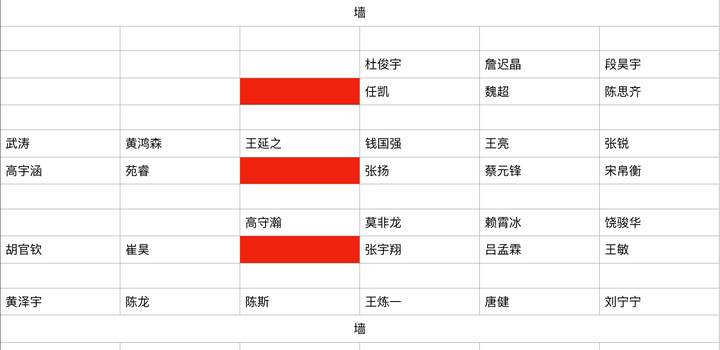 墙
杜俊宇 詹迟晶 段昊宇
任凯 魏超 陈思齐
武涛 黄鸿森 王延之 钱国强 王亮 张锐
高宇涵 苑睿 张扬 蔡元锋 宋帛衡
高守瀚 莫非龙 赖霄冰 饶骏华
胡官钦 崔昊 张宇翔 吕孟霖 王敏
黄泽宇 陈龙 陈斯 王炼一 唐健 刘宁宁
墙